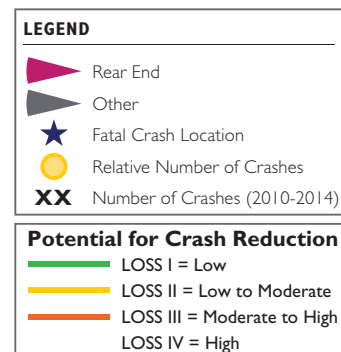 LEGEND
Rear End
Other
Fatal Crash Location
Relative Number of Crashes
XX Number of Crashes (2010-2014)
Potential for Crash Reduction
LOSS I = Low
LOSS II = Low to Moderate
LOSS III = Moderate to High
LOSS IV = High